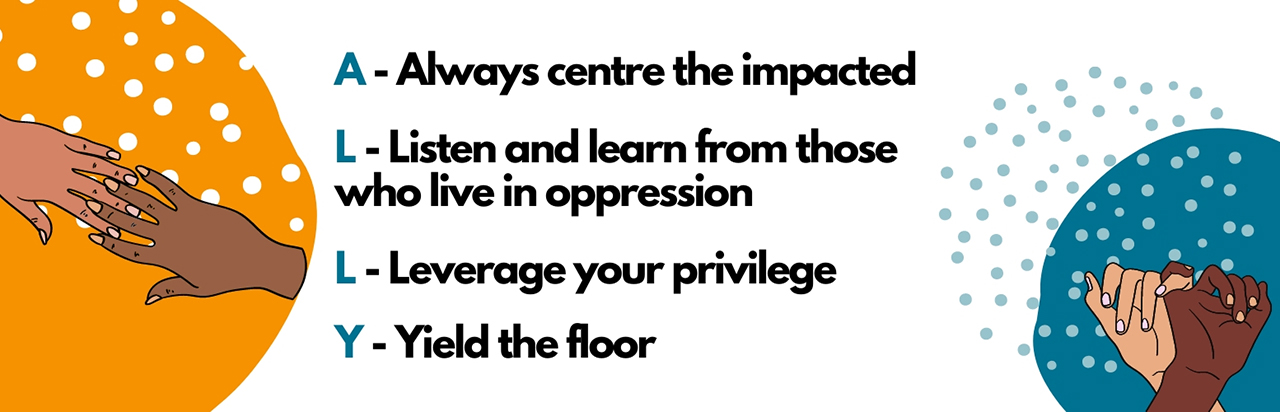 A - Always centre the impacted
L - Listen and learn from those
who live in oppression
L - Leverage your privilege
Y - Yield the floor